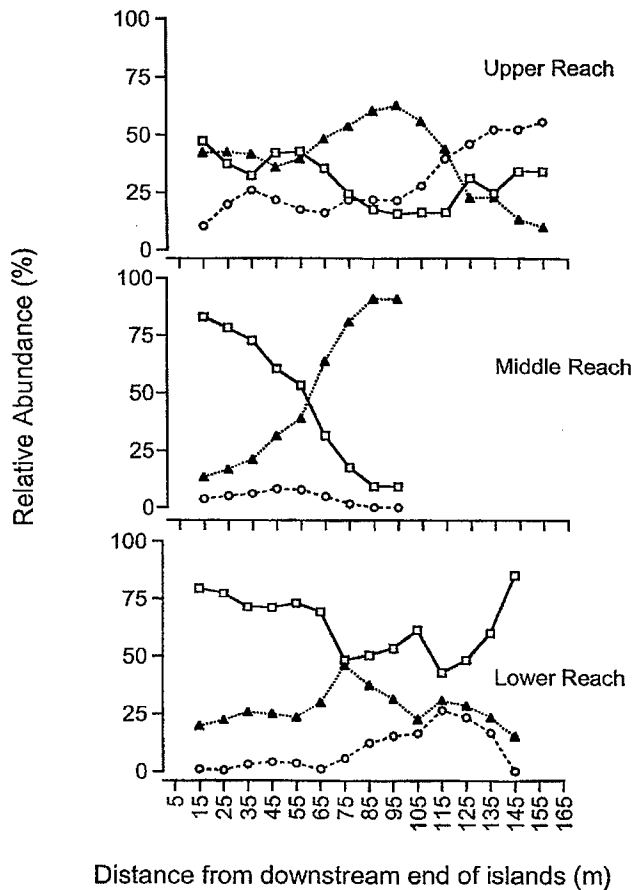 100
75
50
25
0
Upper Reach
100
75
50
25
0
Middle Reach
100
75
50
25
0
Lower Reach
Relative Abundance (%)
5 15 25 35 45 55 65 75 85 95 105 115 125 135 145 155 165
Distance from downstream end of islands (m)